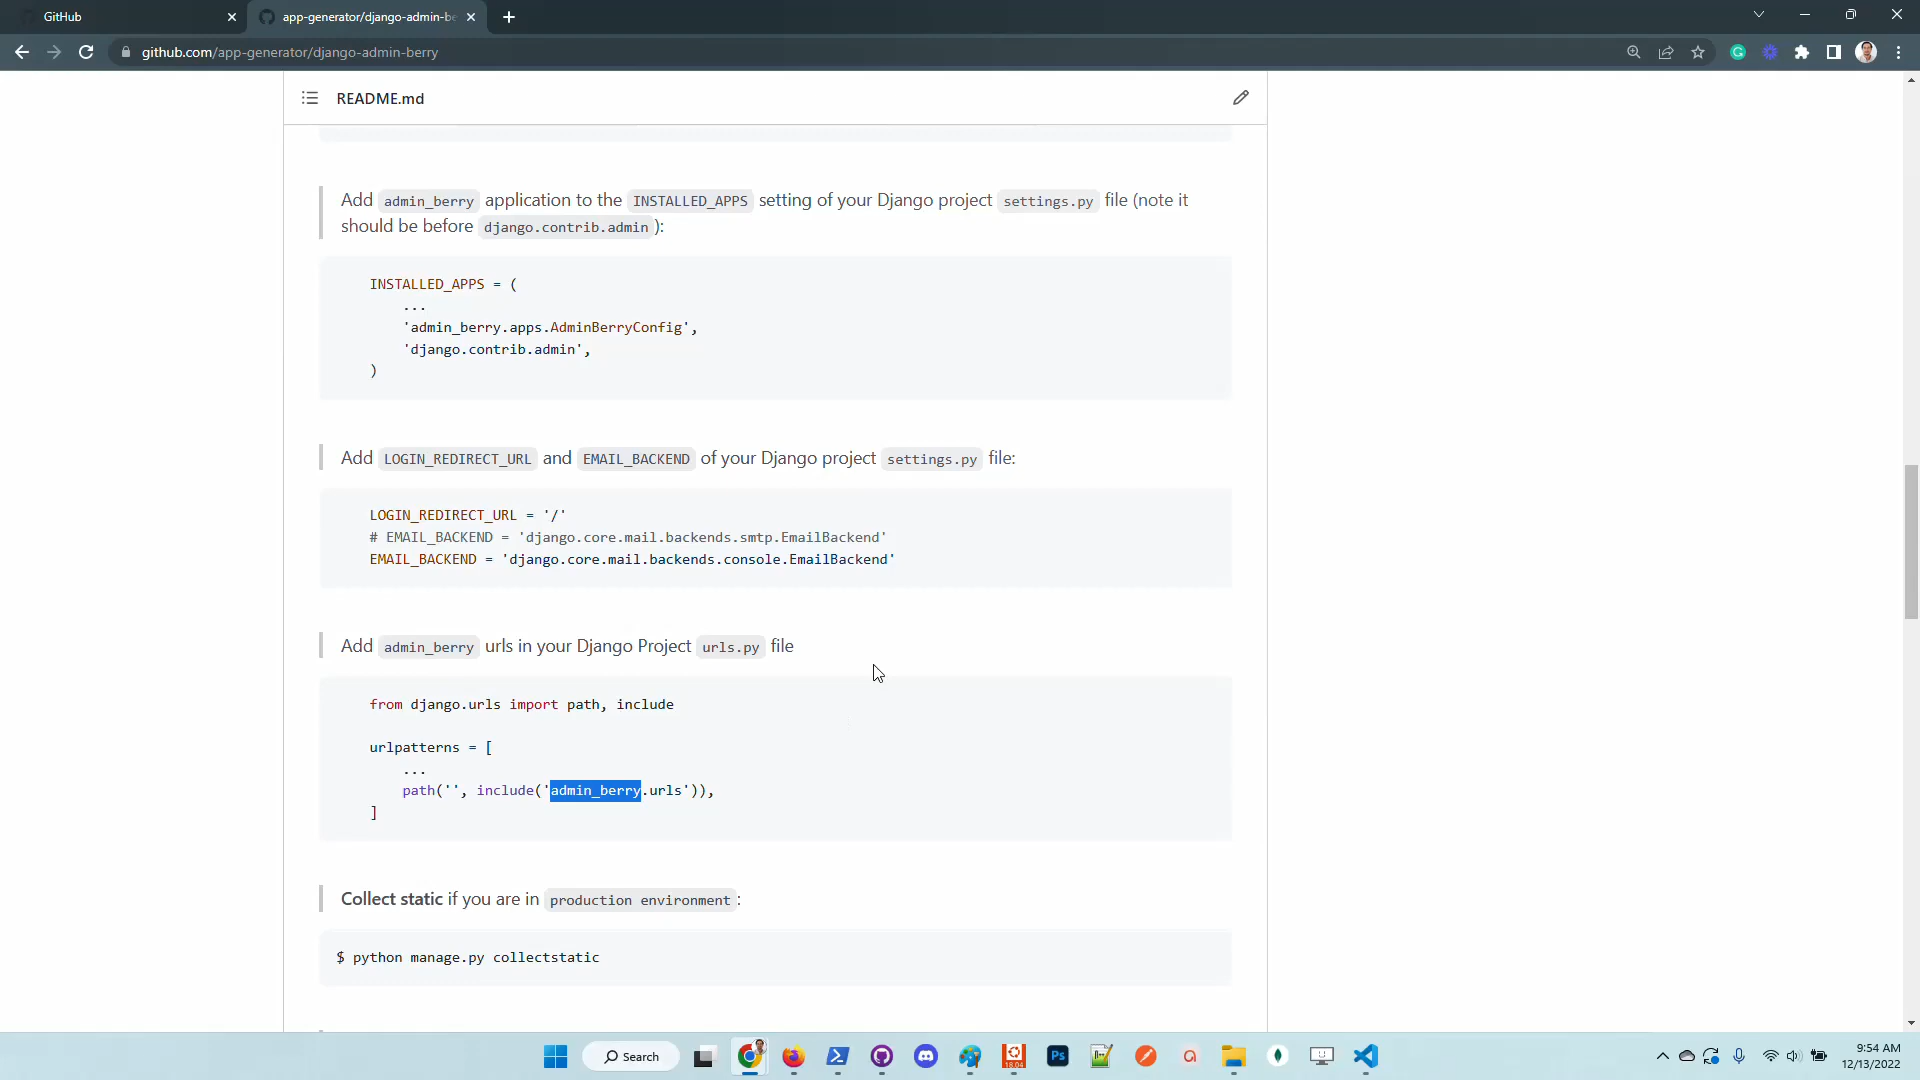 GitHub
app-generator/django-admin-be
github.com/app-generator/django-admin-berry
README.md
Add admin_berry application to the INSTALLED_APPS setting of your Django project settings.py file (note it
should be before django.contrib.admin ):
INSTALLED_APPS = (
...
'admin_berry.apps.AdminBerryConfig',
'django.contrib.admin',
)
Add LOGIN_REDIRECT_URL and EMAIL_BACKEND of your Django project settings.py file:
LOGIN_REDIRECT_URL = '/'
# EMAIL_BACKEND = 'django.core.mail.backends.smtp.EmailBackend'
EMAIL_BACKEND = 'django.core.mail.backends.console.EmailBackend'
Add admin_berry urls in your Django Project urls.py file
from django.urls import path, include
urlpatterns = [
...
path('', include('admin_berry.urls')),
]
Collect static if you are in production environment :
$ python manage.py collectstatic
Search
Ps
18.04
9:54 AM
12/13/2022